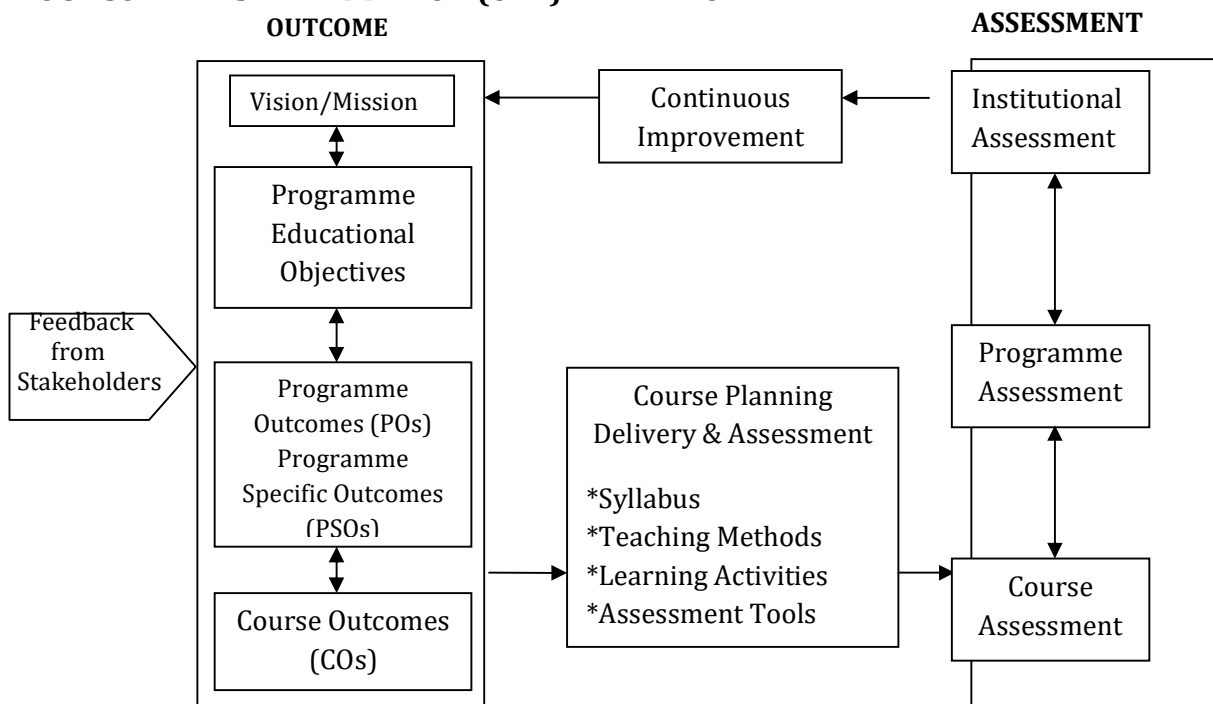 OUTCOME
ASSESSMENT
Vision/Mission
Continuous
Improvement
Institutional
Assessment
Programme
Educational
Objectives
Feedback
from
Stakeholders
Programme
Outcomes (POs)
Programme
Specific Outcomes
(PSOs)
Course Planning
Delivery & Assessment
*Syllabus
*Teaching Methods
*Learning Activities
*Assessment Tools
Programme
Assessment
Course Outcomes
(COs)
Course
Assessment